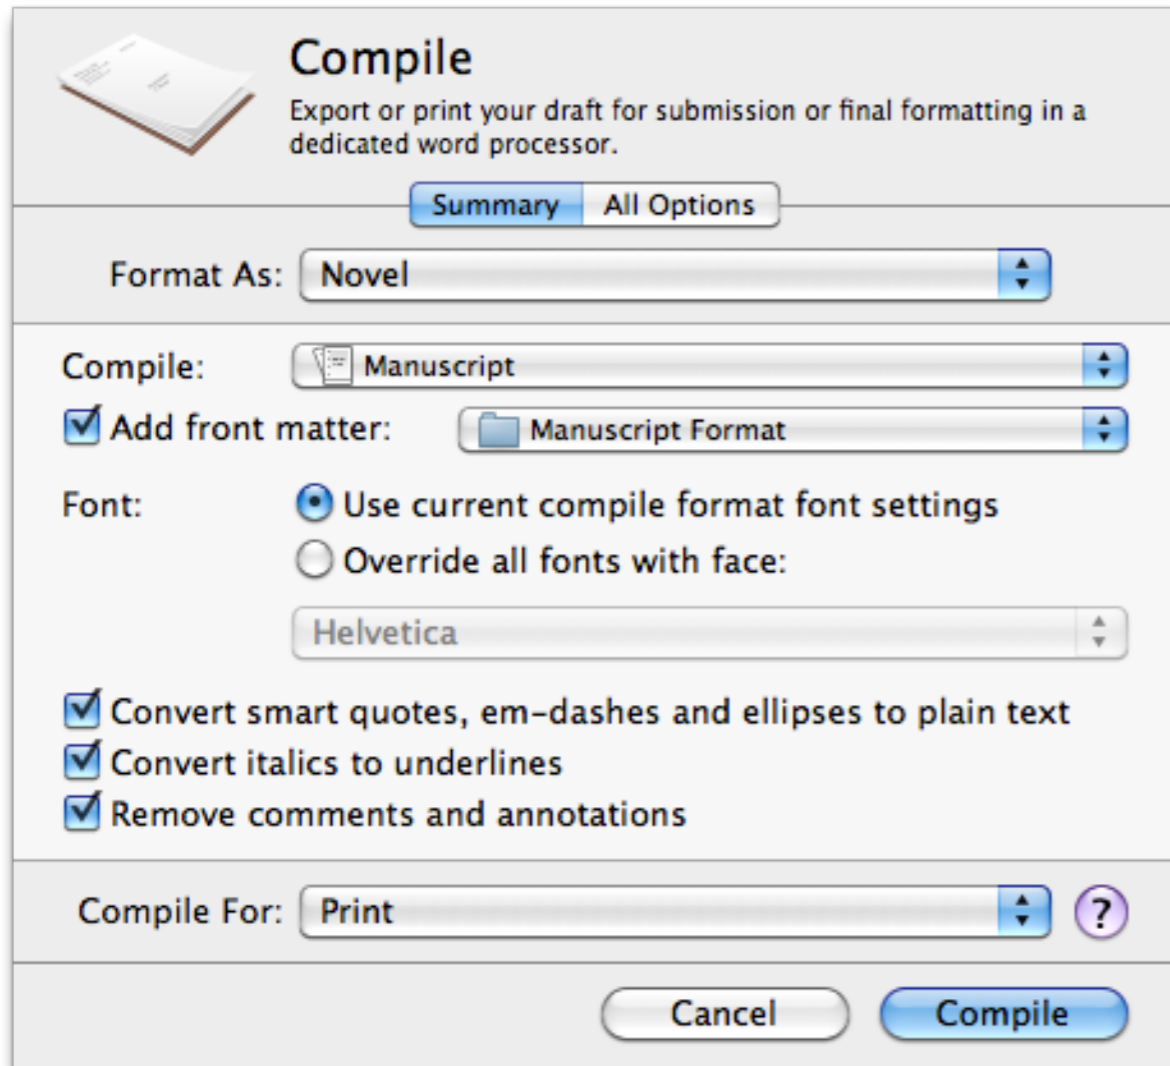 Compile
Export or print your draft for submission or final formatting in a
dedicated word processor.
Summary All Options
Format As: Novel
Compile: Manuscript
Add front matter: Manuscript Format
Font: Use current compile format font settings
Override all fonts with face:
Helvetica
Convert smart quotes, em-dashes and ellipses to plain text
Convert italics to underlines
Remove comments and annotations
Compile For: Print ?
Cancel Compile